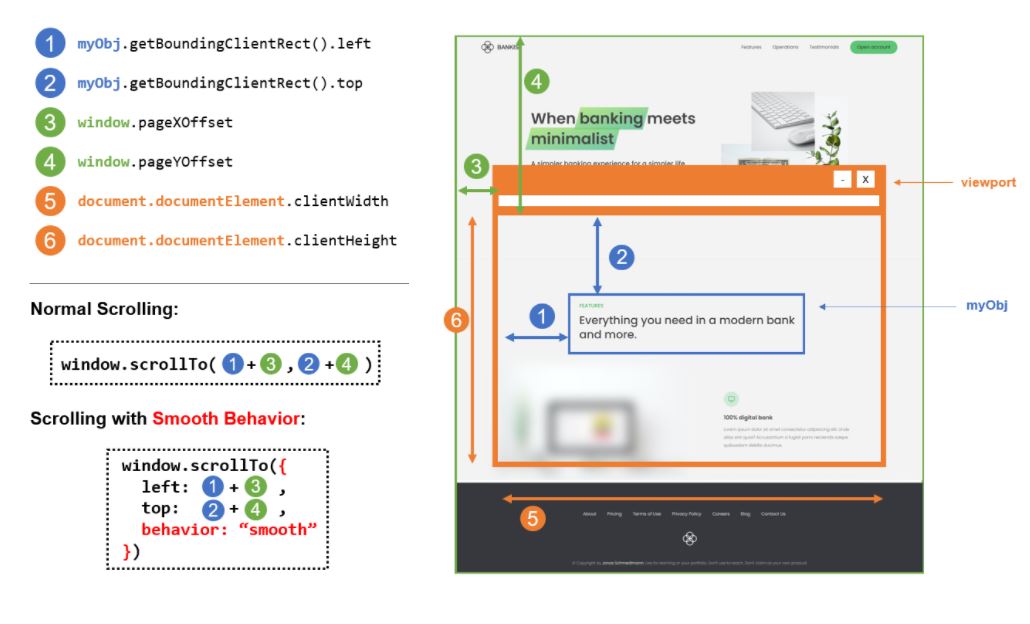 1 myObj.getBoundingClientRect().left
2 myObj.getBoundingClientRect().top
3 window.pageXOffset
4 window.pageYOffset
5 document.documentElement.clientWidth
6 document.documentElement.clientHeight
Normal Scrolling:
window.scrollTo( 1 + 3 , 2 + 4 )
Scrolling with Smooth Behavior:
window.scrollTo({
left: 1 + 3 ,
top: 2 + 4 ,
behavior: “smooth”
})
BANKIST
Features Operations Testimonials Open account
4
When banking meets
minimalist
A simpler banking experience for a simpler life.
3
- X
viewport
2
myObj
FEATURES
1
Everything you need in a modern bank
and more.
6
100% digital bank
Lorem ipsum dolor sit amet consectetur adipisicing elit. Unde
alias sint quos? Accusantium a fugiat porro reiciendis saepe
quibusdam debitis ducimus.
5
About Pricing Terms of Use Privacy Policy Careers Blog Contact Us
© Copyright by Jonas Schmedtmann. Use for learning or your portfolio. Don't use to teach. Don't claim as your own product.